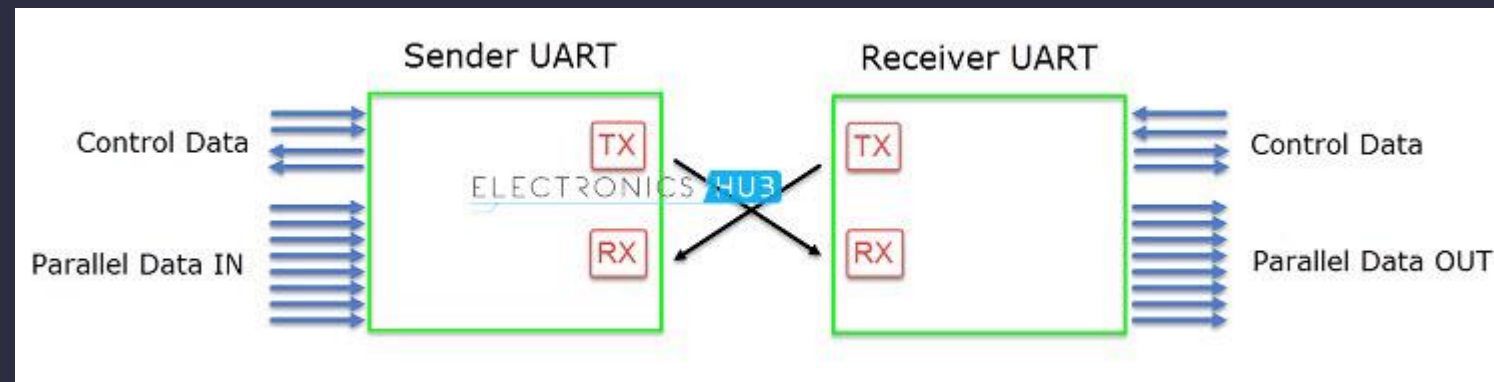 Sender UART
Receiver UART
Control Data
TX
TX
Control Data
ELECTRONICS HUB
Parallel Data IN
RX
RX
Parallel Data OUT